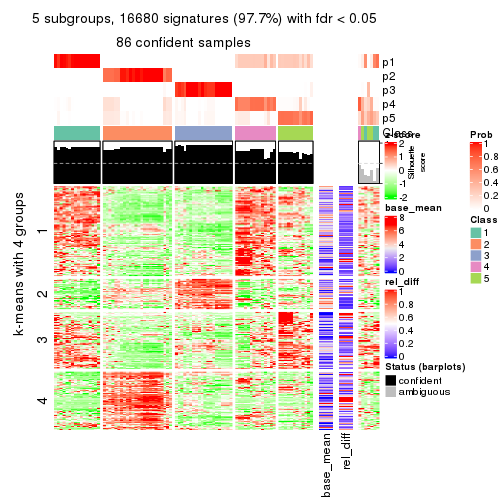 5 subgroups, 16680 signatures (97.7%) with fdr < 0.05
86 confident samples
p1
p2
p3
p4
p5
Class
k-means with 4 groups
1
2
3
4
Silhouette
score
base_mean
rel_diff
z-score
2
1
0
-1
-2
base_mean
8
6
4
2
0
rel_diff
1
0.8
0.6
0.4
0.2
0
Status (barplots)
confident
ambiguous
Prob
1
0.8
0.6
0.4
0.2
0
Class
1
2
3
4
5